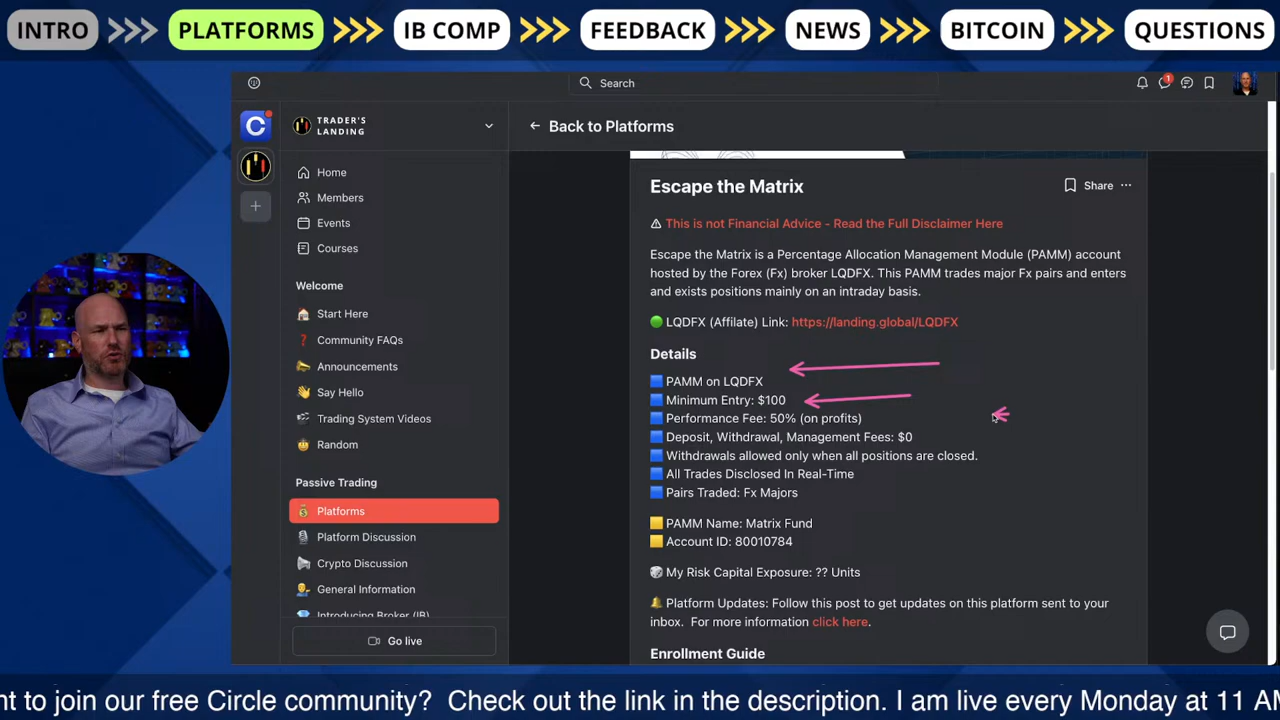 INTRO >>> PLATFORMS >>> IB COMP >>> FEEDBACK >>> NEWS >>> BITCOIN >>> QUESTIONS
Search
1
C
TRADER'S
LANDING
Home
Members
Events
Courses
Welcome
Start Here
Community FAQs
Announcements
Say Hello
Trading System Videos
Random
Passive Trading
Platforms
Platform Discussion
Crypto Discussion
General Information
Introducing Broker (IB)
Go live
← Back to Platforms
Escape the Matrix
Share ...
⚠ This is not Financial Advice - Read the Full Disclaimer Here
Escape the Matrix is a Percentage Allocation Management Module (PAMM) account
hosted by the Forex (Fx) broker LQDFX. This PAMM trades major Fx pairs and enters
and exists positions mainly on an intraday basis.
🟢 LQDFX (Affilate) Link: https://landing.global/LQDFX
Details
🟦 PAMM on LQDFX
🟦 Minimum Entry: $100
🟦 Performance Fee: 50% (on profits)
🟦 Deposit, Withdrawal, Management Fees: $0
🟦 Withdrawals allowed only when all positions are closed.
🟦 All Trades Disclosed In Real-Time
🟦 Pairs Traded: Fx Majors
🟨 PAMM Name: Matrix Fund
🟨 Account ID: 80010784
🎲 My Risk Capital Exposure: ?? Units
🔔 Platform Updates: Follow this post to get updates on this platform sent to your
inbox. For more information click here.
Enrollment Guide
nt to join our free Circle community? Check out the link in the description. I am live every Monday at 11 AM